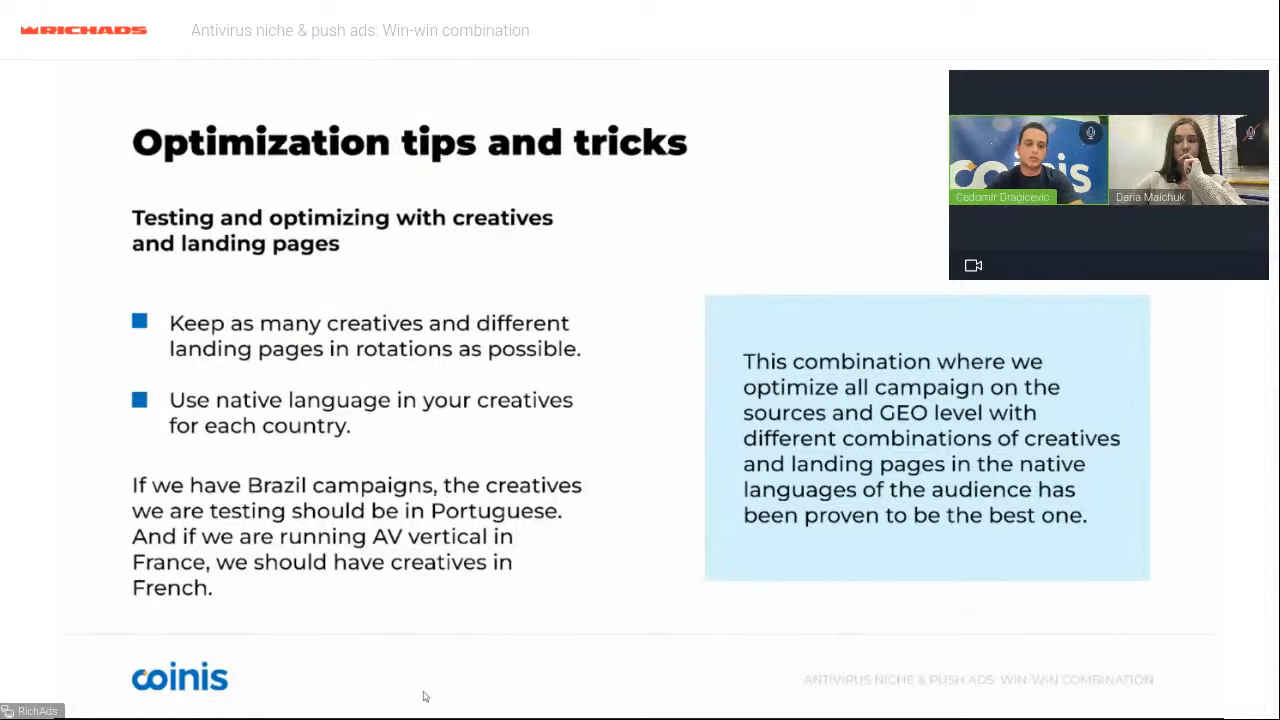 RICHADS
Antivirus niche & push ads: Win-win combination
Optimization tips and tricks
Testing and optimizing with creatives
and landing pages
Keep as many creatives and different
landing pages in rotations as possible.
Use native language in your creatives
for each country.
If we have Brazil campaigns, the creatives
we are testing should be in Portuguese.
And if we are running AV vertical in
France, we should have creatives in
French.
coinis
Cedomir Dragicevic
Daria Maichuk
This combination where we
optimize all campaign on the
sources and GEO level with
different combinations of creatives
and landing pages in the native
languages of the audience has
been proven to be the best one.
coinis
ANTIVIRUS NICHE & PUSH ADS: WIN-WIN COMBINATION
RichAds